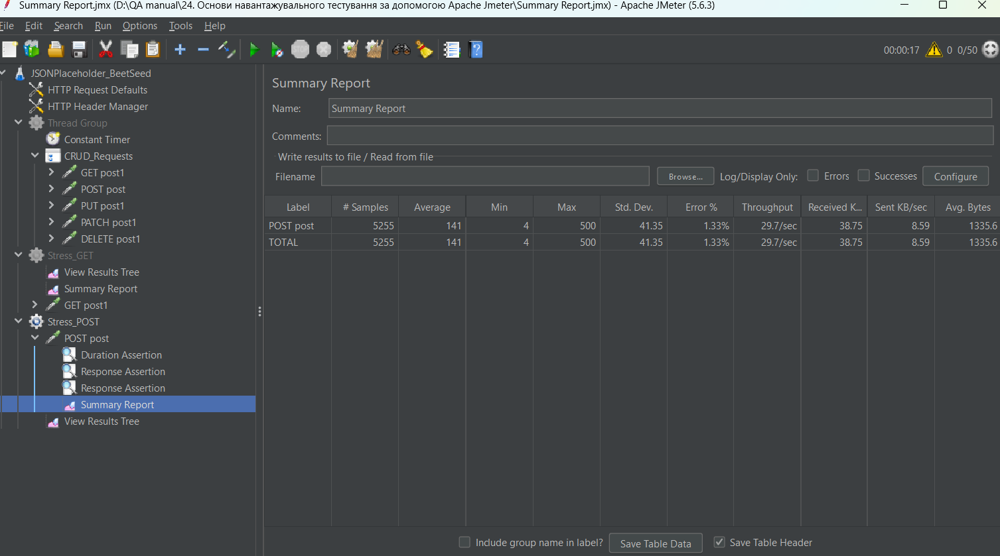 Summary Report.jmx (D:\QA manual\24. Основи навантажувального тестування за допомогою Apache Jmeter\Summary Report.jmx) - Apache JMeter (5.6.3)
File Edit Search Run Options Tools Help
STOP 00:00:17 0 0/50
JSONPlaceholder_BeetSeed
HTTP Request Defaults
HTTP Header Manager
Thread Group
Constant Timer
CRUD_Requests
GET post1
POST post
PUT post1
PATCH post1
DELETE post1
Stress_GET
View Results Tree
Summary Report
GET post1
Stress_POST
POST post
Duration Assertion
Response Assertion
Response Assertion
Summary Report
View Results Tree
Summary Report
Name: Summary Report
Comments:
Write results to file / Read from file
Filename Browse... Log/Display Only: Errors Successes Configure
Label # Samples Average Min Max Std. Dev. Error % Throughput Received K... Sent KB/sec Avg. Bytes
POST post 5255 141 4 500 41.35 1.33% 29.7/sec 38.75 8.59 1335.6
TOTAL 5255 141 4 500 41.35 1.33% 29.7/sec 38.75 8.59 1335.6
Include group name in label? Save Table Data Save Table Header